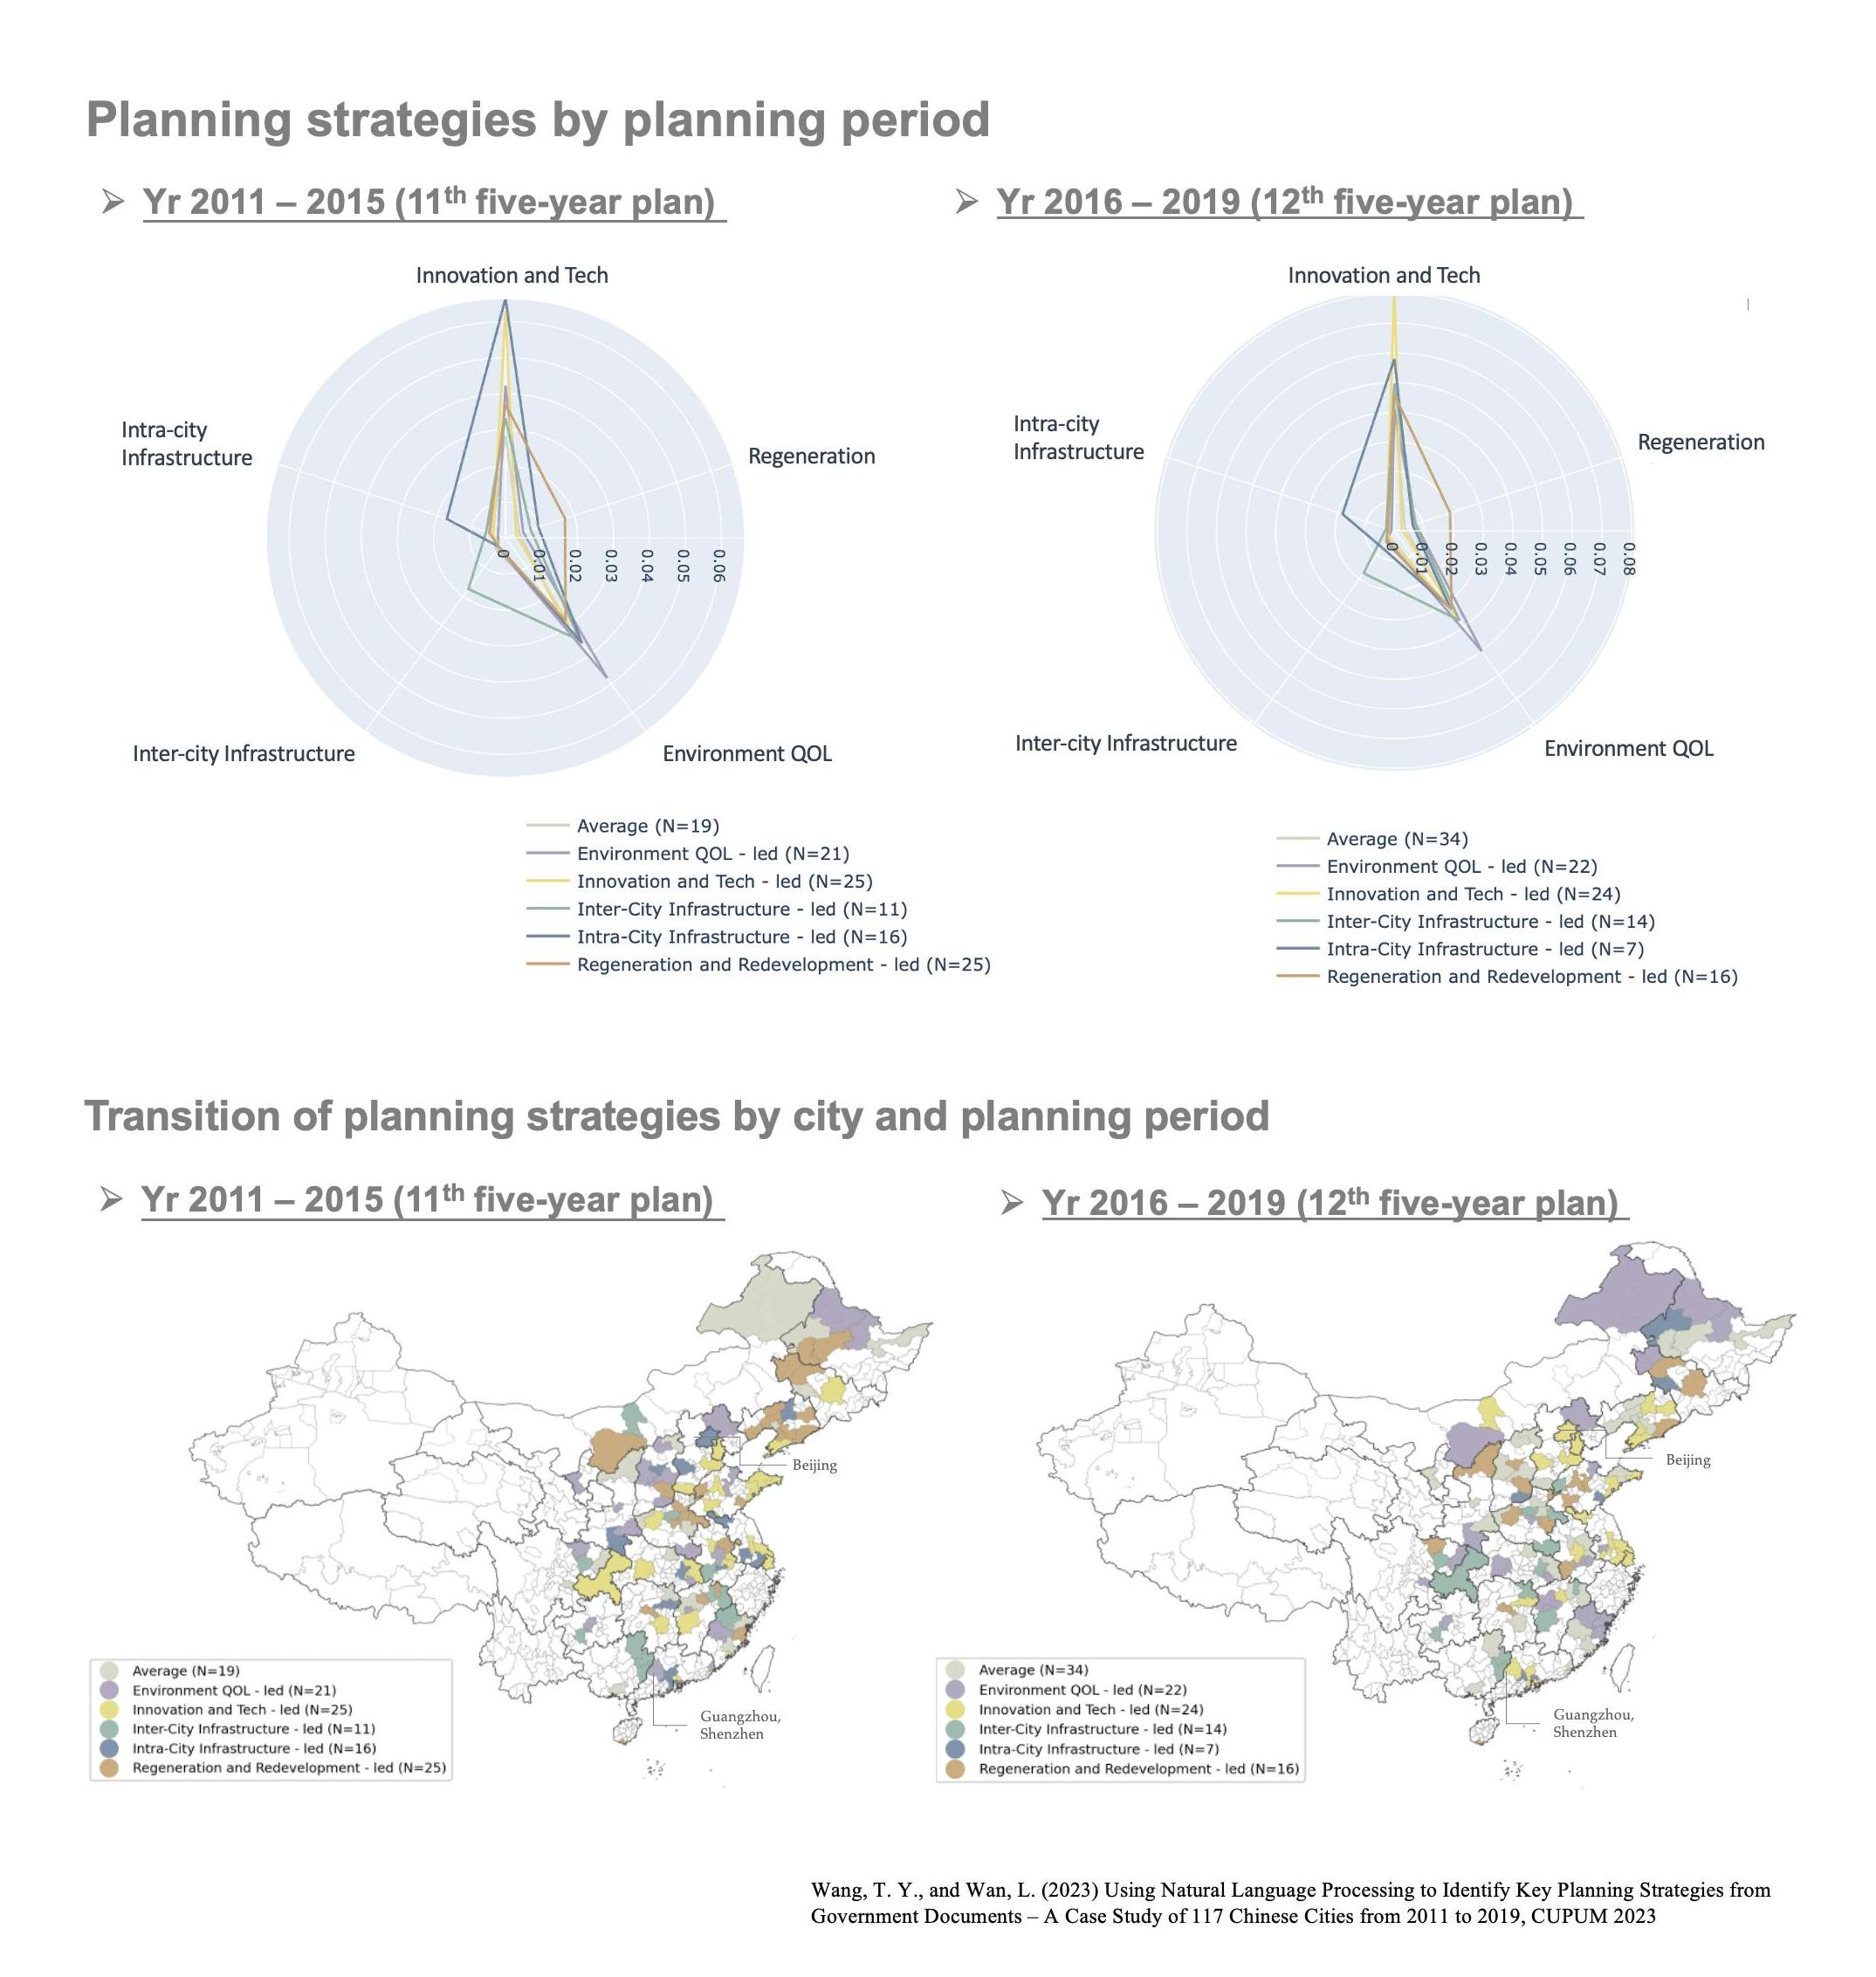 Planning strategies by planning period
Yr 2011 – 2015 (11th five-year plan)
Yr 2016 – 2019 (12th five-year plan)
Innovation and Tech
Intra-city
Infrastructure
Regeneration
0
0.01
0.02
0.03
0.04
0.05
0.06
Inter-city Infrastructure
Environment QOL
Average (N=19)
Environment QOL - led (N=21)
Innovation and Tech - led (N=25)
Inter-City Infrastructure - led (N=11)
Intra-City Infrastructure - led (N=16)
Regeneration and Redevelopment - led (N=25)
Innovation and Tech
Intra-city
Infrastructure
Regeneration
0
0.01
0.02
0.03
0.04
0.05
0.06
0.07
0.08
Inter-city Infrastructure
Environment QOL
Average (N=34)
Environment QOL - led (N=22)
Innovation and Tech - led (N=24)
Inter-City Infrastructure - led (N=14)
Intra-City Infrastructure - led (N=7)
Regeneration and Redevelopment - led (N=16)
Transition of planning strategies by city and planning period
Yr 2011 – 2015 (11th five-year plan)
Yr 2016 – 2019 (12th five-year plan)
Beijing
Average (N=19)
Environment QOL - led (N=21)
Innovation and Tech - led (N=25)
Inter-City Infrastructure - led (N=11)
Intra-City Infrastructure - led (N=16)
Regeneration and Redevelopment - led (N=25)
Guangzhou,
Shenzhen
Beijing
Average (N=34)
Environment QOL - led (N=22)
Innovation and Tech - led (N=24)
Inter-City Infrastructure - led (N=14)
Intra-City Infrastructure - led (N=7)
Regeneration and Redevelopment - led (N=16)
Guangzhou,
Shenzhen
Wang, T. Y., and Wan, L. (2023) Using Natural Language Processing to Identify Key Planning Strategies from
Government Documents – A Case Study of 117 Chinese Cities from 2011 to 2019, CUPUM 2023